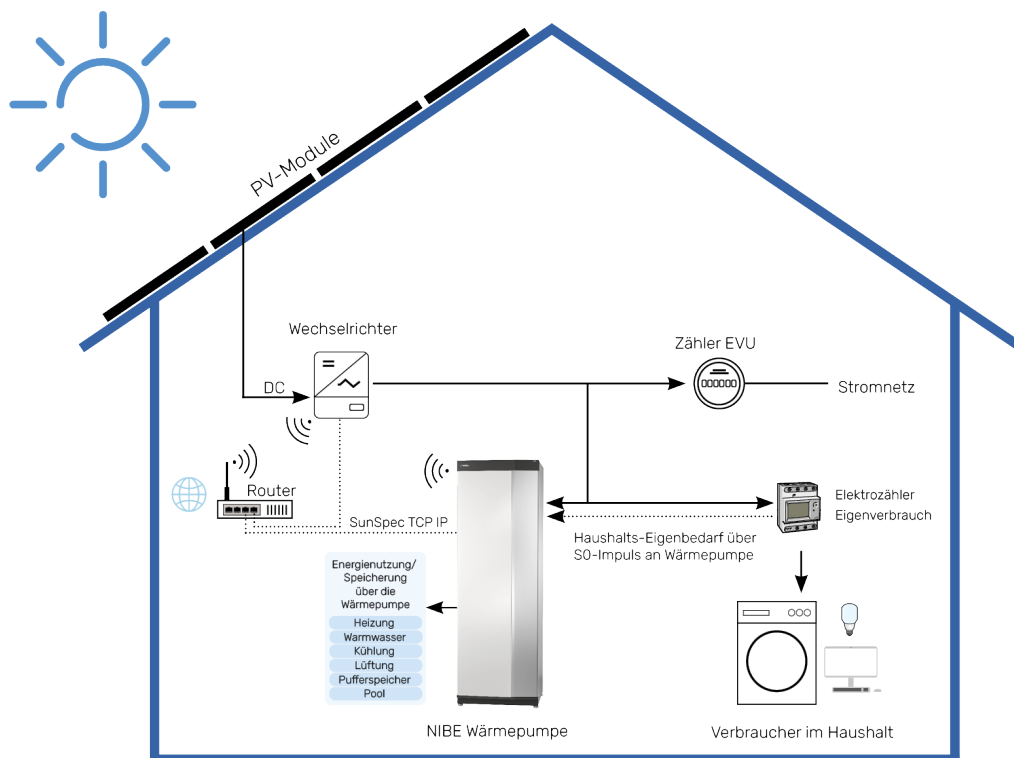 PV-Module
Wechselrichter
Zähler EVU
DC
Stromnetz
Router
Elektrozähler
Eigenverbrauch
SunSpec TCP IP
Haushalts-Eigenbedarf über
S0-Impuls an Wärmepumpe
Energienutzung/
Speicherung
über die
Wärmepumpe
Heizung
Warmwasser
Kühlung
Lüftung
Pufferspeicher
Pool
NIBE Wärmepumpe
Verbraucher im Haushalt